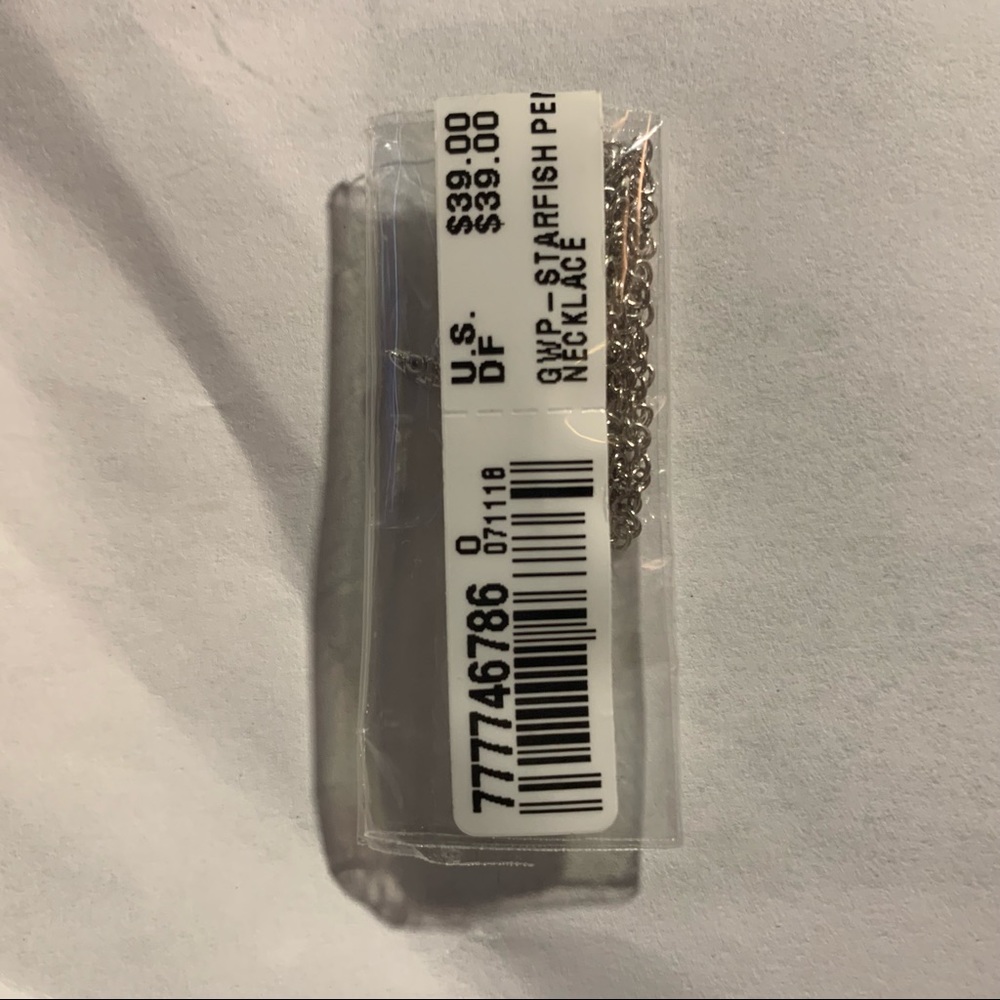 U.S. $39.00
DF $39.00
GWP-STARFISH PEN
NECKLACE
777746786 0
071118